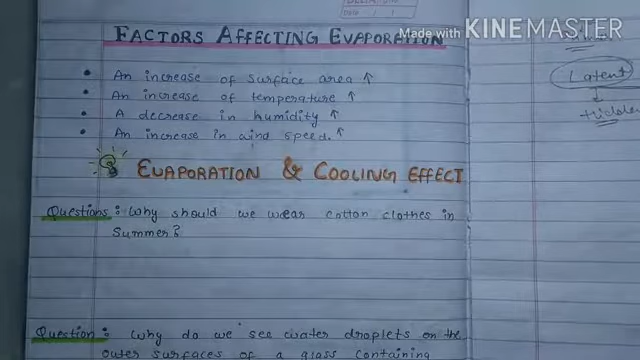 Made with KINEMASTER
FACTORS AFFECTING EVAPORATION
• An increase of surface area ↑
• An increase of temperature ↑
• A decrease in humidity ↑
• An increase in wind speed. ↑
EVAPORATION & COOLING EFFECT
Questions: Why should we wear cotton clothes in
Summer?
Question: Why do we see water droplets on the
outer surfaces of a glass containing
Latent
↓
Hidden